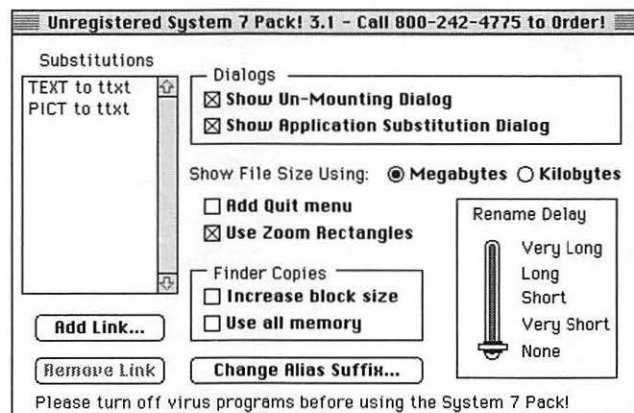 Unregistered System 7 Pack! 3.1 - Call 800-242-4775 to Order!
Substitutions
TEXT to ttxt
PICT to ttxt
Add Link...
Remove Link
Dialogs
Show Un-Mounting Dialog
Show Application Substitution Dialog
Show File Size Using: Megabytes Kilobytes
Add Quit menu
Use Zoom Rectangles
Finder Copies
Increase block size
Use all memory
Change Alias Suffix...
Rename Delay
Very Long
Long
Short
Very Short
None
Please turn off virus programs before using the System 7 Pack!